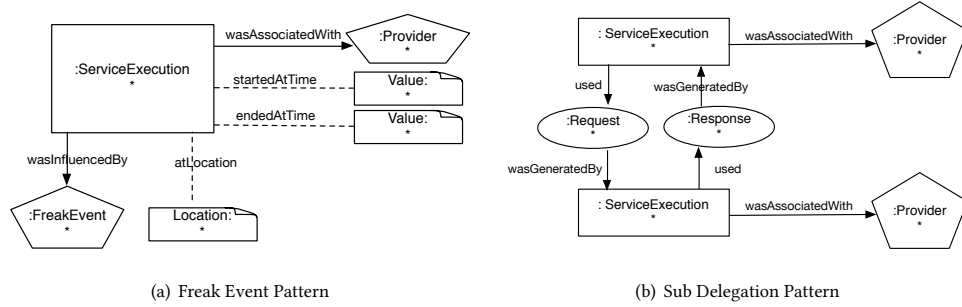 :ServiceExecution
*
wasAssociatedWith
:Provider
*
startedAtTime
Value:
*
endedAtTime
Value:
*
wasInfluencedBy
atLocation
:FreakEvent
*
Location:
*
(a) Freak Event Pattern
: ServiceExecution
*
wasAssociatedWith
:Provider
*
used
wasGeneratedBy
:Request
*
:Response
*
wasGeneratedBy
used
: ServiceExecution
*
wasAssociatedWith
:Provider
*
(b) Sub Delegation Pattern